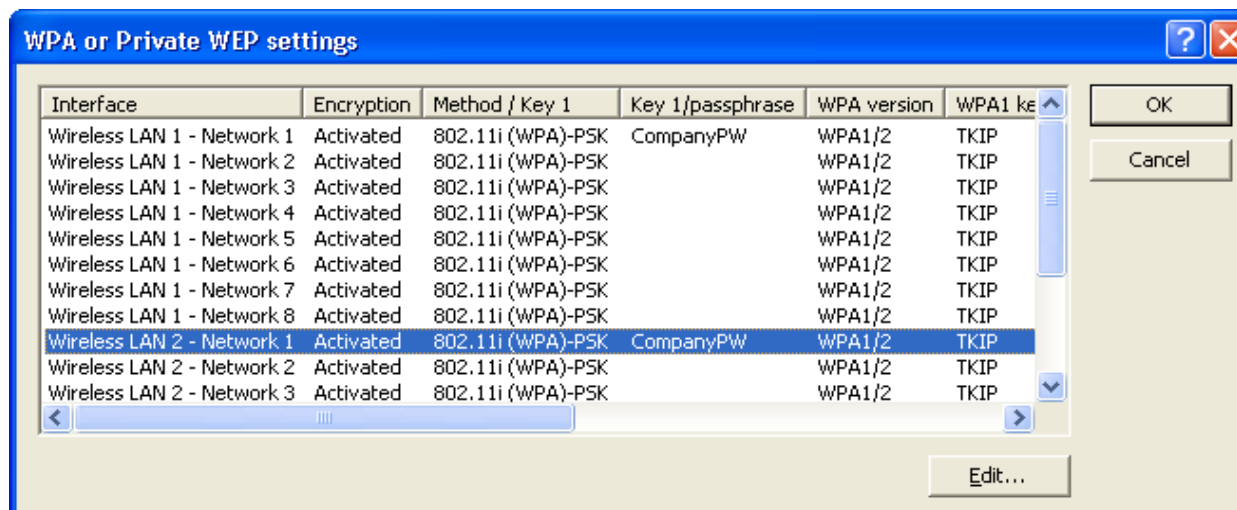 WPA or Private WEP settings
Interface Encryption Method / Key 1 Key 1/passphrase WPA version WPA1 ke
Wireless LAN 1 - Network 1 Activated 802.11i (WPA)-PSK CompanyPW WPA1/2 TKIP
Wireless LAN 1 - Network 2 Activated 802.11i (WPA)-PSK WPA1/2 TKIP
Wireless LAN 1 - Network 3 Activated 802.11i (WPA)-PSK WPA1/2 TKIP
Wireless LAN 1 - Network 4 Activated 802.11i (WPA)-PSK WPA1/2 TKIP
Wireless LAN 1 - Network 5 Activated 802.11i (WPA)-PSK WPA1/2 TKIP
Wireless LAN 1 - Network 6 Activated 802.11i (WPA)-PSK WPA1/2 TKIP
Wireless LAN 1 - Network 7 Activated 802.11i (WPA)-PSK WPA1/2 TKIP
Wireless LAN 1 - Network 8 Activated 802.11i (WPA)-PSK WPA1/2 TKIP
Wireless LAN 2 - Network 1 Activated 802.11i (WPA)-PSK CompanyPW WPA1/2 TKIP
Wireless LAN 2 - Network 2 Activated 802.11i (WPA)-PSK WPA1/2 TKIP
Wireless LAN 2 - Network 3 Activated 802.11i (WPA)-PSK WPA1/2 TKIP
OK
Cancel
Edit...